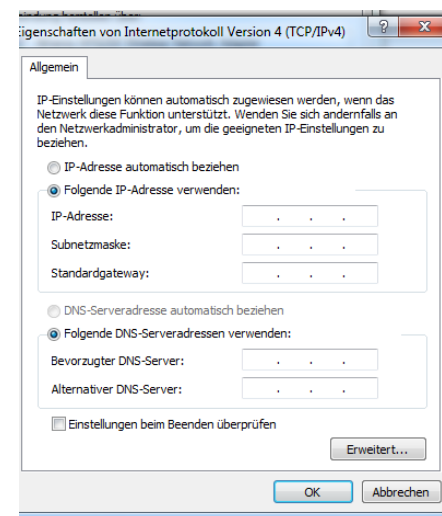 Eigenschaften von Internetprotokoll Version 4 (TCP/IPv4)
Allgemein
IP-Einstellungen können automatisch zugewiesen werden, wenn das
Netzwerk diese Funktion unterstützt. Wenden Sie sich andernfalls an
den Netzwerkadministrator, um die geeigneten IP-Einstellungen zu
beziehen.
IP-Adresse automatisch beziehen
Folgende IP-Adresse verwenden:
IP-Adresse:
Subnetzmaske:
Standardgateway:
DNS-Serveradresse automatisch beziehen
Folgende DNS-Serveradressen verwenden:
Bevorzugter DNS-Server:
Alternativer DNS-Server:
Einstellungen beim Beenden überprüfen
Erweitert...
OK Abbrechen